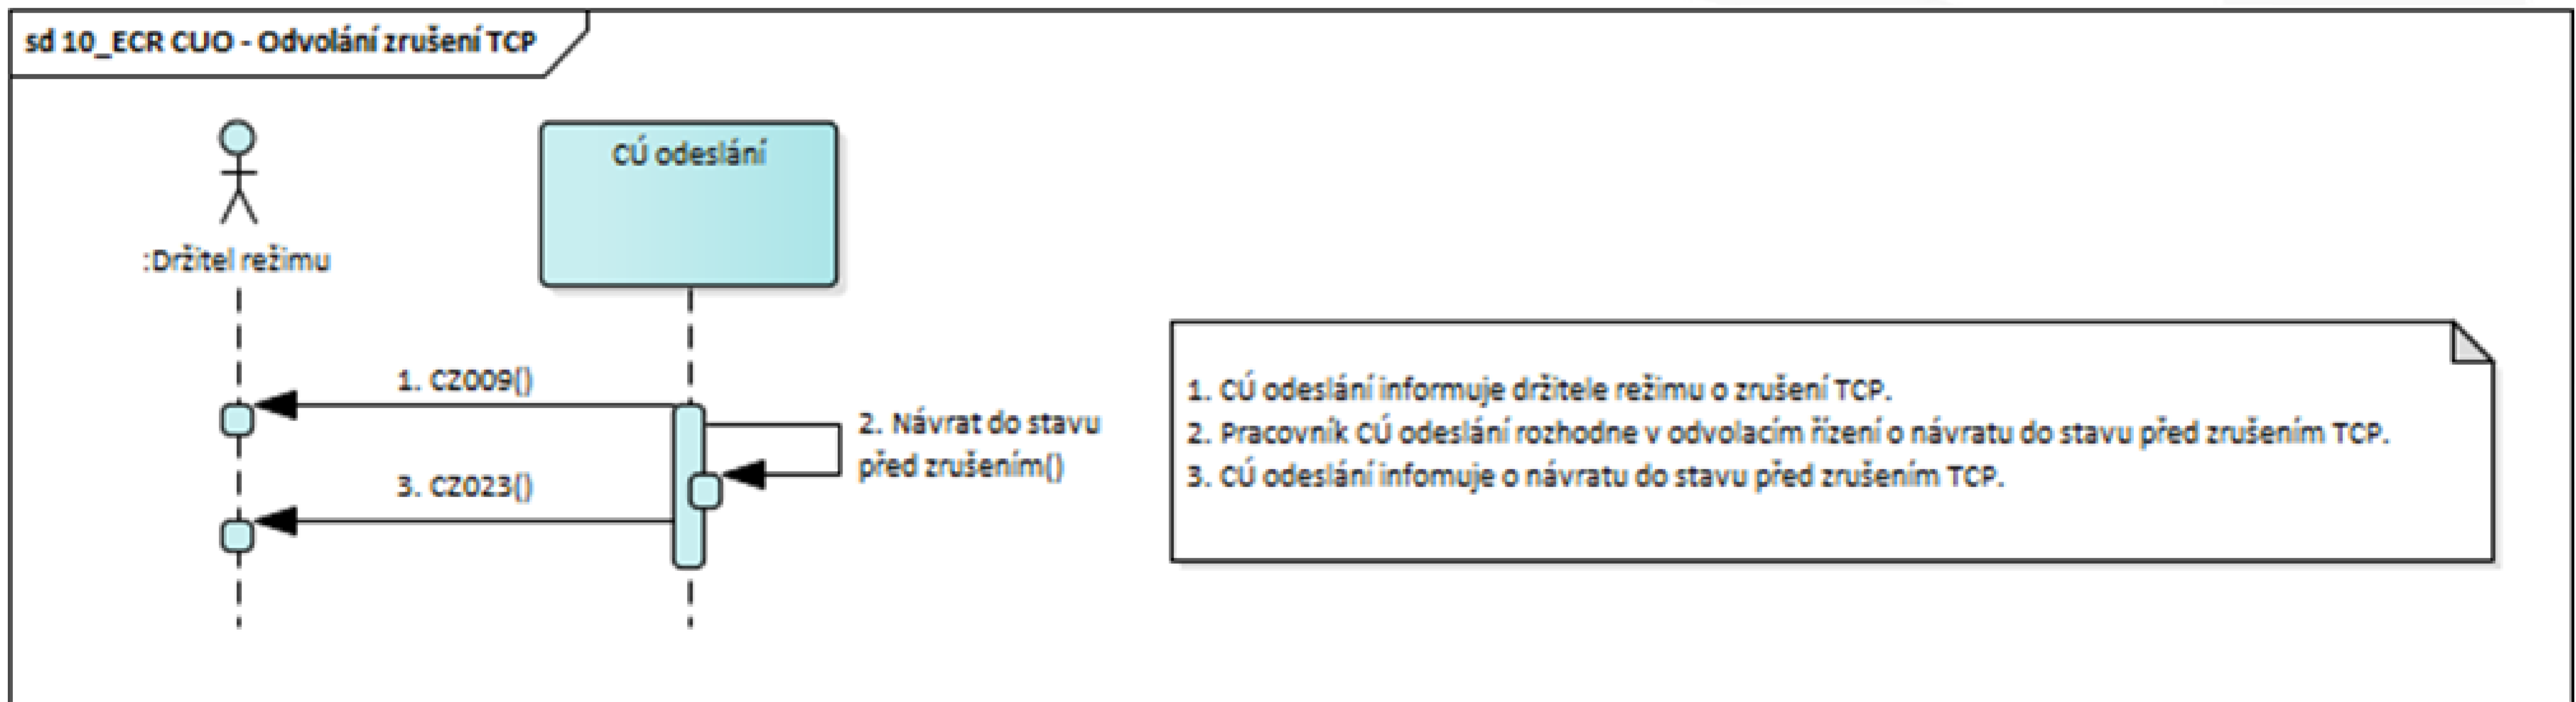 sd 10_ECR CUO - Odvolání zrušení TCP
CÚ odeslání
:Držitel režimu
1. CZ009()
2. Návrat do stavu
před zrušením()
3. CZ023()
1. CÚ odeslání informuje držitele režimu o zrušení TCP.
2. Pracovník CÚ odeslání rozhodne v odvolacím řízení o návratu do stavu před zrušením TCP.
3. CÚ odeslání infomuje o návratu do stavu před zrušením TCP.